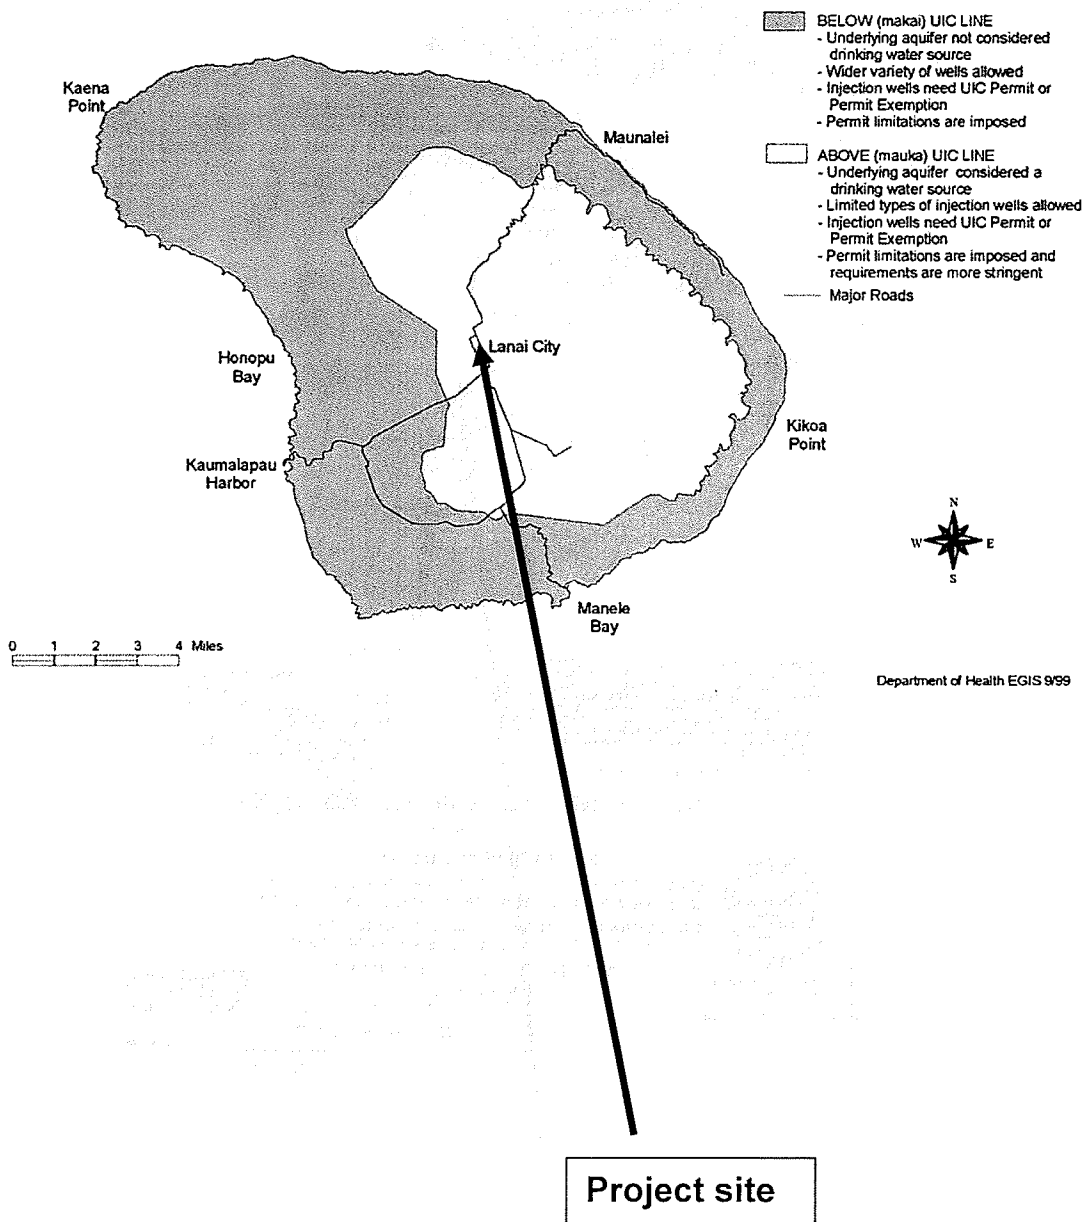 BELOW (makai) UIC LINE
- Underlying aquifer not considered
drinking water source
- Wider variety of wells allowed
- Injection wells need UIC Permit or
Permit Exemption
- Permit limitations are imposed
ABOVE (mauka) UIC LINE
- Underlying aquifer considered a
drinking water source
- Limited types of injection wells allowed
- Injection wells need UIC Permit or
Permit Exemption
- Permit limitations are imposed and
requirements are more stringent
Major Roads
Kaena
Point
Maunalei
Lanai City
Honopu
Bay
Kaumalapau
Harbor
Kikoa
Point
Manele
Bay
N
W E
S
0 1 2 3 4 Miles
Department of Health EGIS 9/99
Project site